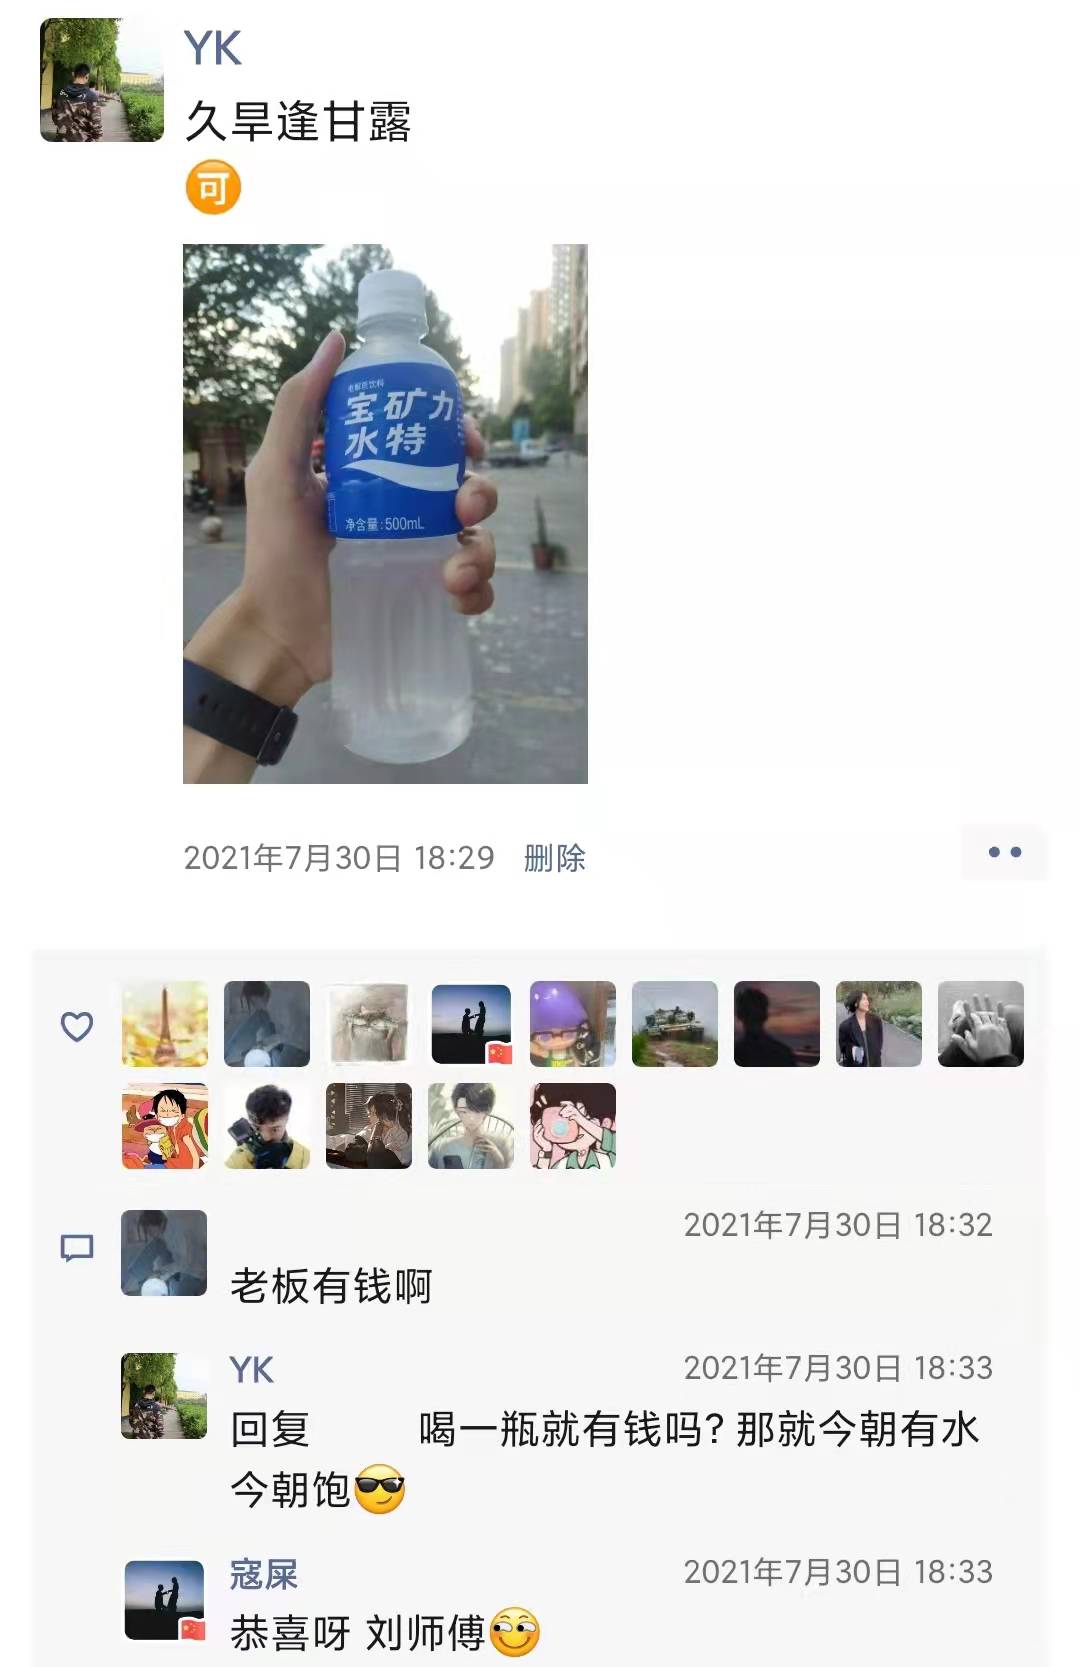 YK
久旱逢甘露
🉑
电解质饮料
宝矿力
水特
净含量:500mL
2021年7月30日 18:29 删除
2021年7月30日 18:32
老板有钱啊
YK 2021年7月30日 18:33
回复 喝一瓶就有钱吗? 那就今朝有水
今朝饱😎
寇屎 2021年7月30日 18:33
恭喜呀 刘师傅